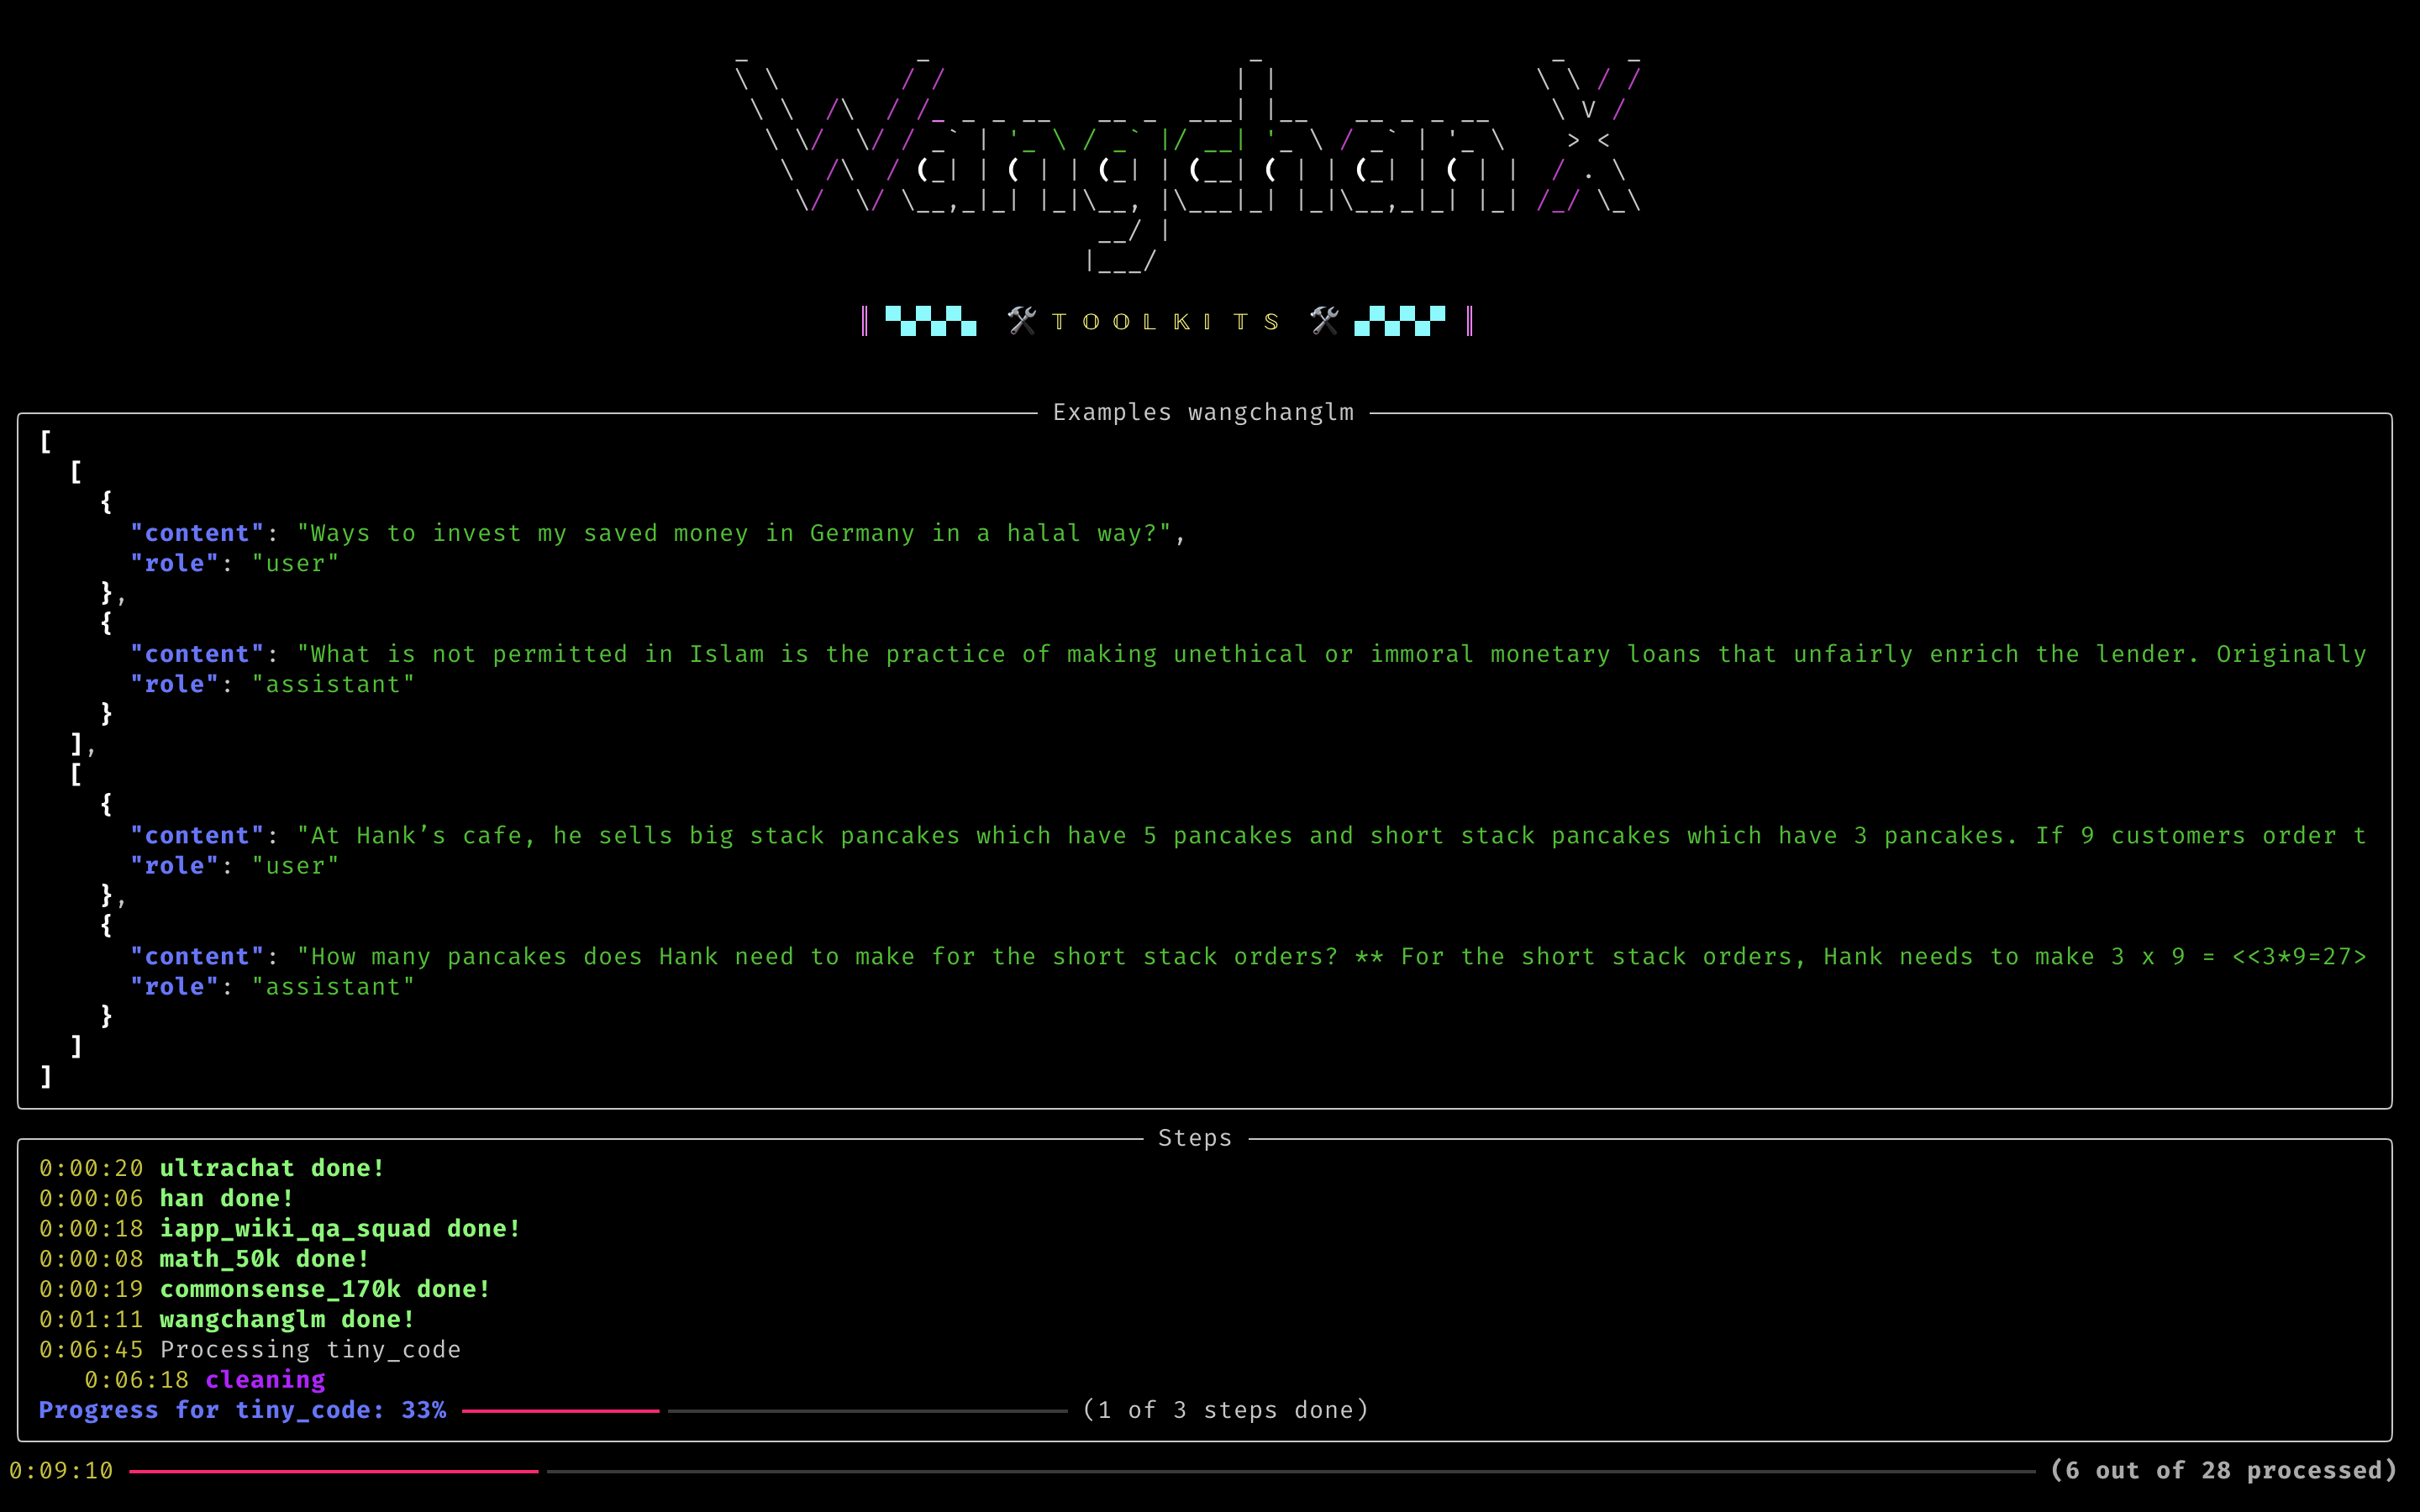 WangchanX
🛠 𝕋 𝕆 𝕆 𝕃 𝕂 𝕀 𝕋 𝕊 🛠
Examples wangchanglm
[
  [
    {
      "content": "Ways to invest my saved money in Germany in a halal way?",
      "role": "user"
    },
    {
      "content": "What is not permitted in Islam is the practice of making unethical or immoral monetary loans that unfairly enrich the lender. Originally
      "role": "assistant"
    }
  ],
  [
    {
      "content": "At Hank’s cafe, he sells big stack pancakes which have 5 pancakes and short stack pancakes which have 3 pancakes. If 9 customers order t
      "role": "user"
    },
    {
      "content": "How many pancakes does Hank need to make for the short stack orders? ** For the short stack orders, Hank needs to make 3 x 9 = <<3*9=27>
      "role": "assistant"
    }
  ]
]
Steps
0:00:20 ultrachat done!
0:00:06 han done!
0:00:18 iapp_wiki_qa_squad done!
0:00:08 math_50k done!
0:00:19 commonsense_170k done!
0:01:11 wangchanglm done!
0:06:45 Processing tiny_code
   0:06:18 cleaning
Progress for tiny_code: 33% (1 of 3 steps done)
0:09:10 (6 out of 28 processed)